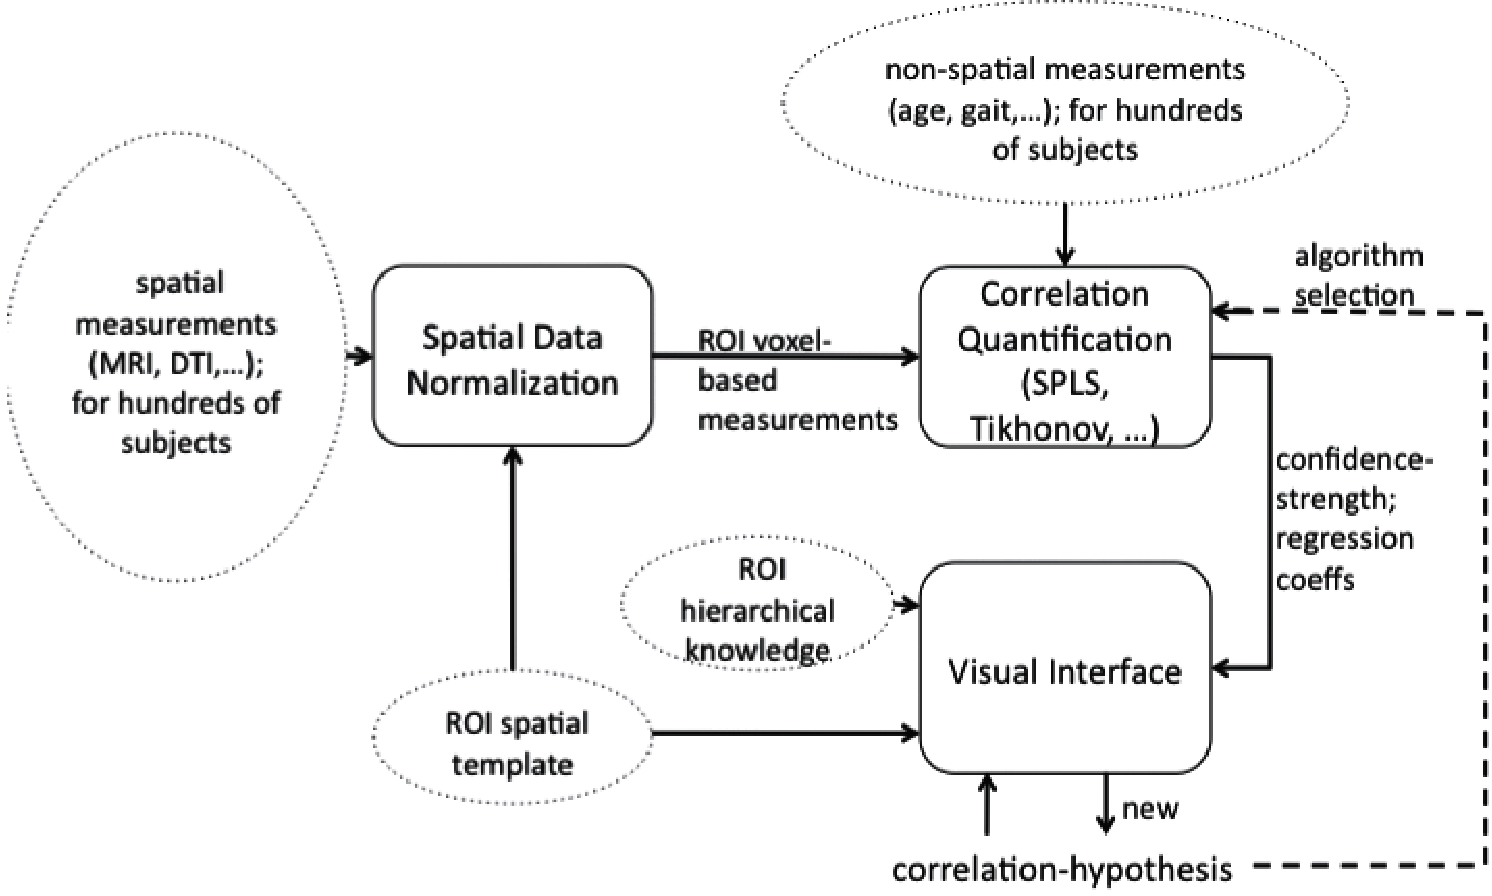 non-spatial measurements
(age, gait,...); for hundreds
of subjects
spatial
measurements
(MRI, DTI,...);
for hundreds of
subjects
Spatial Data
Normalization
ROI voxel-
based
measurements
Correlation
Quantification
(SPLS,
Tikhonov, ...)
algorithm
selection
confidence-
strength;
regression
coeffs
ROI
hierarchical
knowledge
Visual Interface
ROI spatial
template
new
correlation-hypothesis